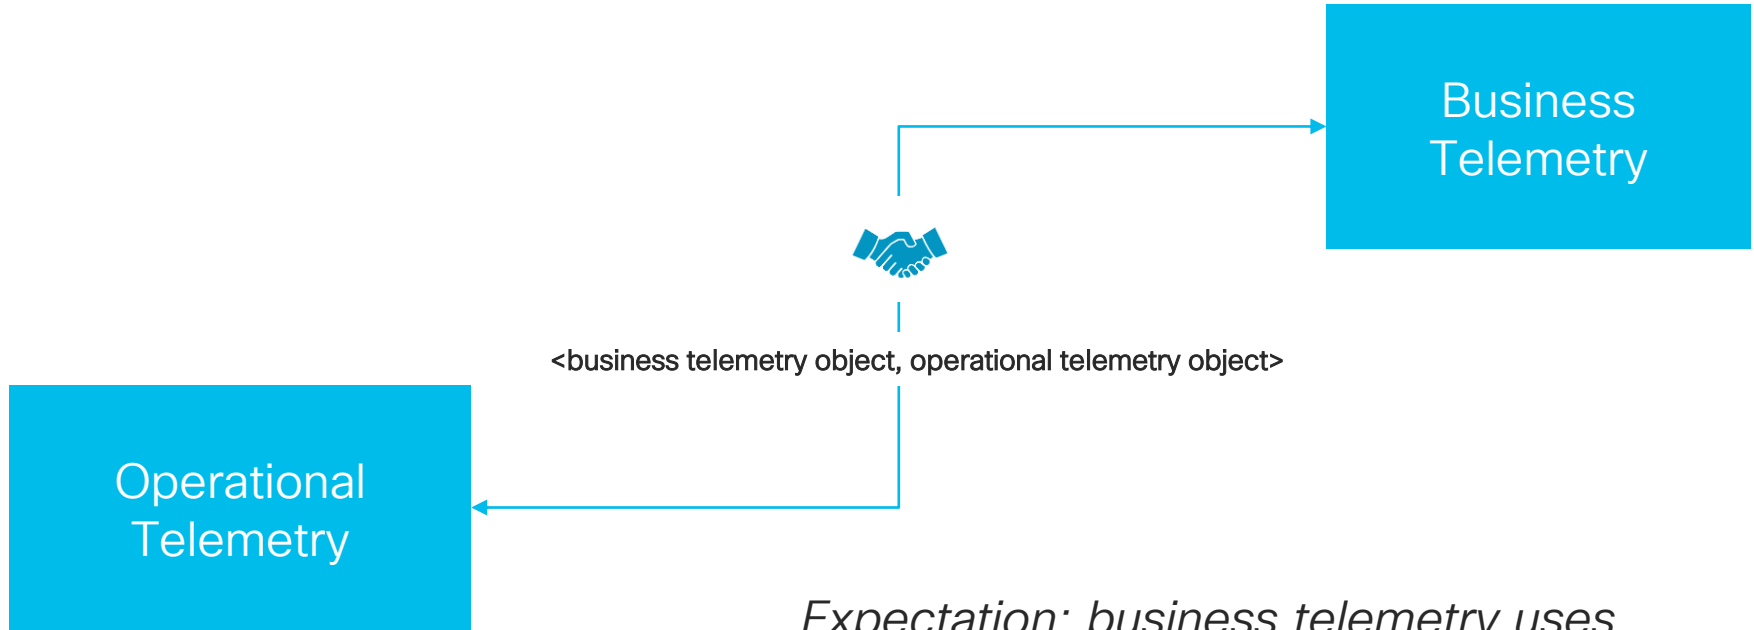 Business
Telemetry
<business telemetry object, operational telemetry object>
Operational
Telemetry
Expectation: business telemetry uses